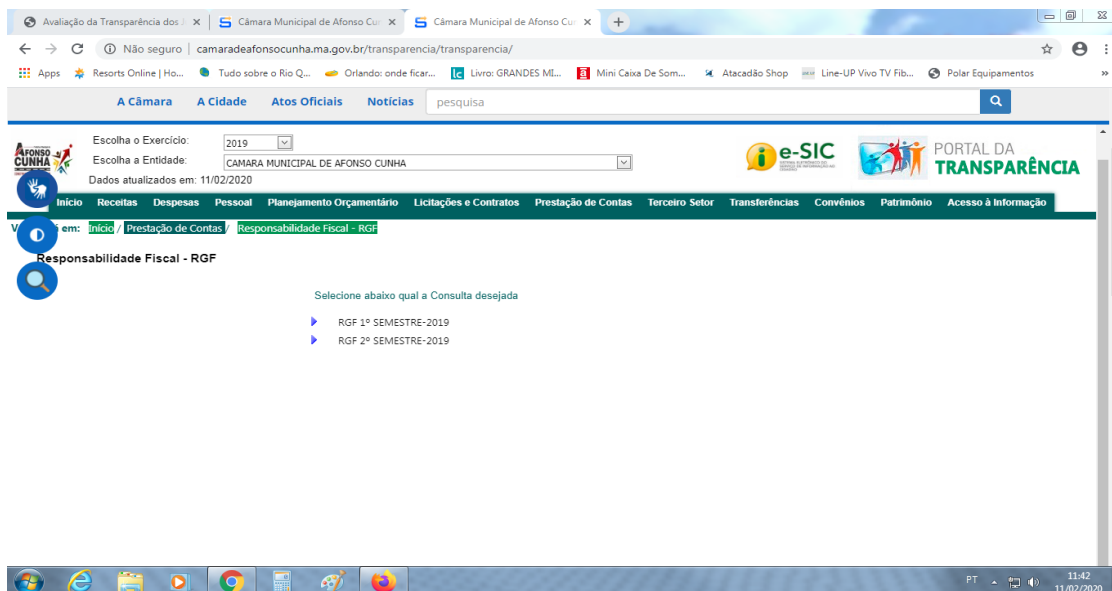 Avaliação da Transparência dos J
Câmara Municipal de Afonso Cun
Câmara Municipal de Afonso Cun
Não seguro | camaradeafonsocunha.ma.gov.br/transparencia/transparencia/
Apps Resorts Online | Ho... Tudo sobre o Rio Q... Orlando: onde ficar... lc Livro: GRANDES MI... a Mini Caixa De Som... Atacadão Shop Line-UP Vivo TV Fib... Polar Equipamentos »
A Câmara A Cidade Atos Oficiais Notícias pesquisa
AFONSO CUNHA
Escolha o Exercício: 2019
Escolha a Entidade: CAMARA MUNICIPAL DE AFONSO CUNHA
Dados atualizados em: 11/02/2020
e-SIC
PORTAL DA
TRANSPARÊNCIA
Início Receitas Despesas Pessoal Planejamento Orçamentário Licitações e Contratos Prestação de Contas Terceiro Setor Transferências Convênios Patrimônio Acesso à Informação
em: Início / Prestação de Contas / Responsabilidade Fiscal - RGF
Responsabilidade Fiscal - RGF
Selecione abaixo qual a Consulta desejada
RGF 1º SEMESTRE-2019
RGF 2º SEMESTRE-2019
PT 11:42
11/02/2020